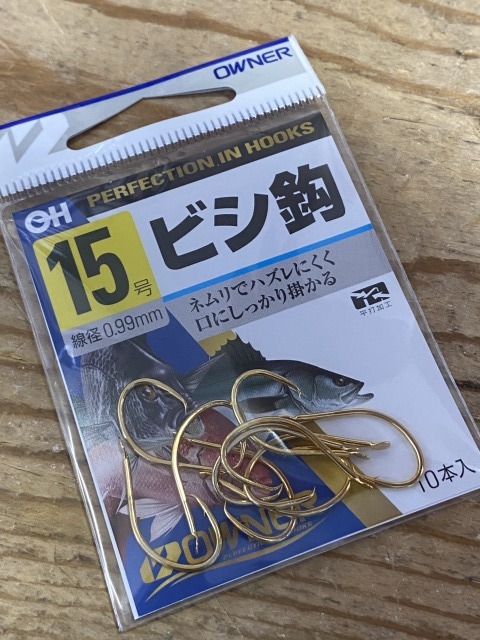 OWNER
PERFECTION IN HOOKS
OH
15号
ビシ鈎
線径0.99mm
ネムリでハズレにくく
口にしっかり掛かる
平打加工
10本入
OWNER